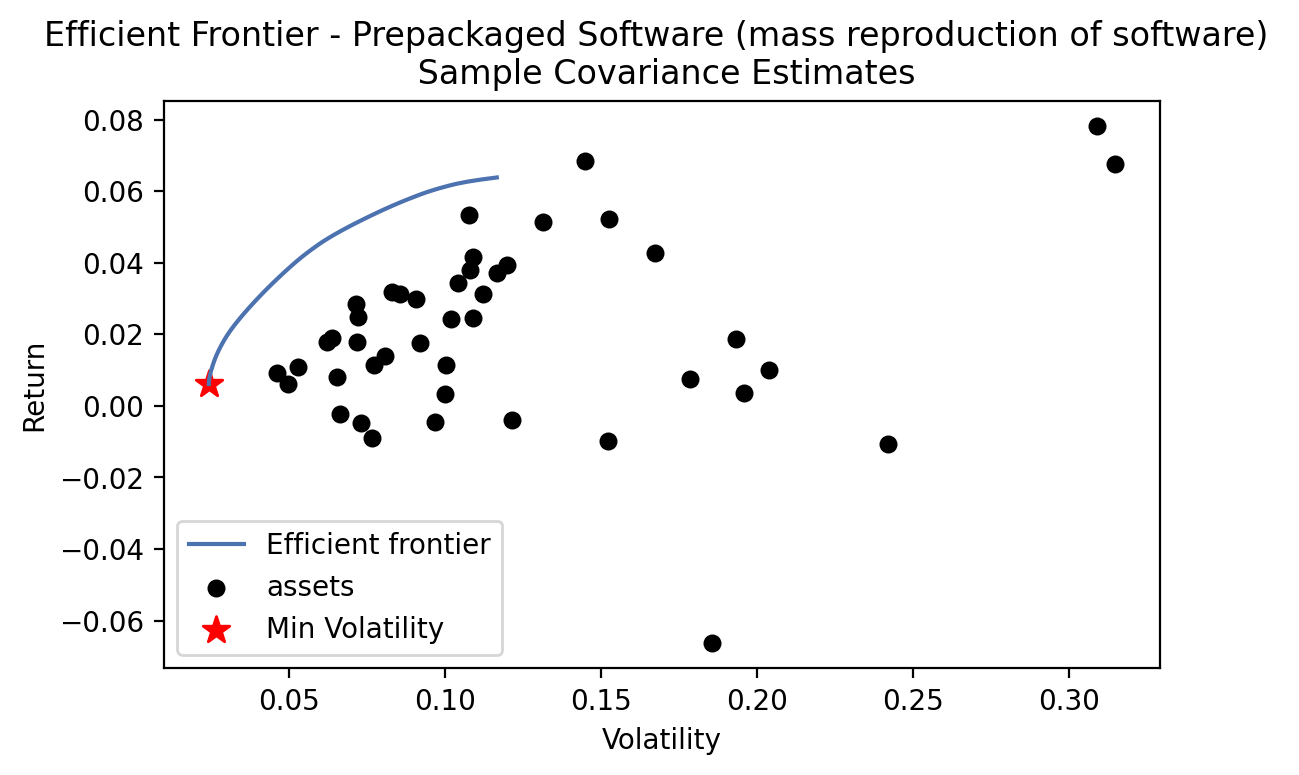 Efficient Frontier - Prepackaged Software (mass reproduction of software)
Sample Covariance Estimates
0.08
0.06
0.04
0.02
0.00
−0.02
−0.04
−0.06
Return
Efficient frontier
assets
Min Volatility
0.05 0.10 0.15 0.20 0.25 0.30
Volatility